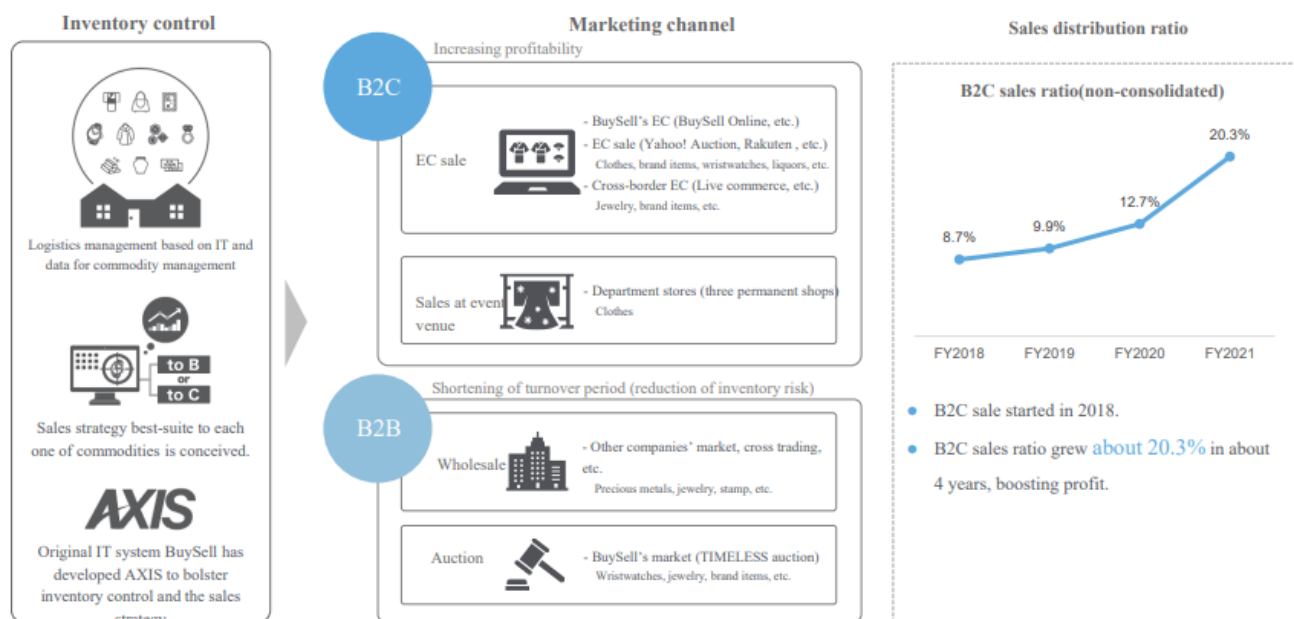 Inventory control
Logistics management based on IT and
data for commodity management
to B
or
to C
Sales strategy best-suite to each
one of commodities is conceived.
AXIS
Original IT system BuySell has
developed AXIS to bolster
inventory control and the sales
strategy
Marketing channel
Increasing profitability
B2C
EC sale
- BuySell's EC (BuySell Online, etc.)
- EC sale (Yahoo! Auction, Rakuten , etc.)
Clothes, brand items, wristwatches, liquors, etc.
- Cross-border EC (Live commerce, etc.)
Jewelry, brand items, etc.
Sales at event
venue
- Department stores (three permanent shops)
Clothes
Shortening of turnover period (reduction of inventory risk)
B2B
Wholesale
- Other companies' market, cross trading,
etc.
Precious metals, jewelry, stamp, etc.
Auction
- BuySell's market (TIMELESS auction)
Wristwatches, jewelry, brand items, etc.
Sales distribution ratio
B2C sales ratio(non-consolidated)
20.3%
12.7%
9.9%
8.7%
FY2018 FY2019 FY2020 FY2021
• B2C sale started in 2018.
• B2C sales ratio grew about 20.3% in about
4 years, boosting profit.